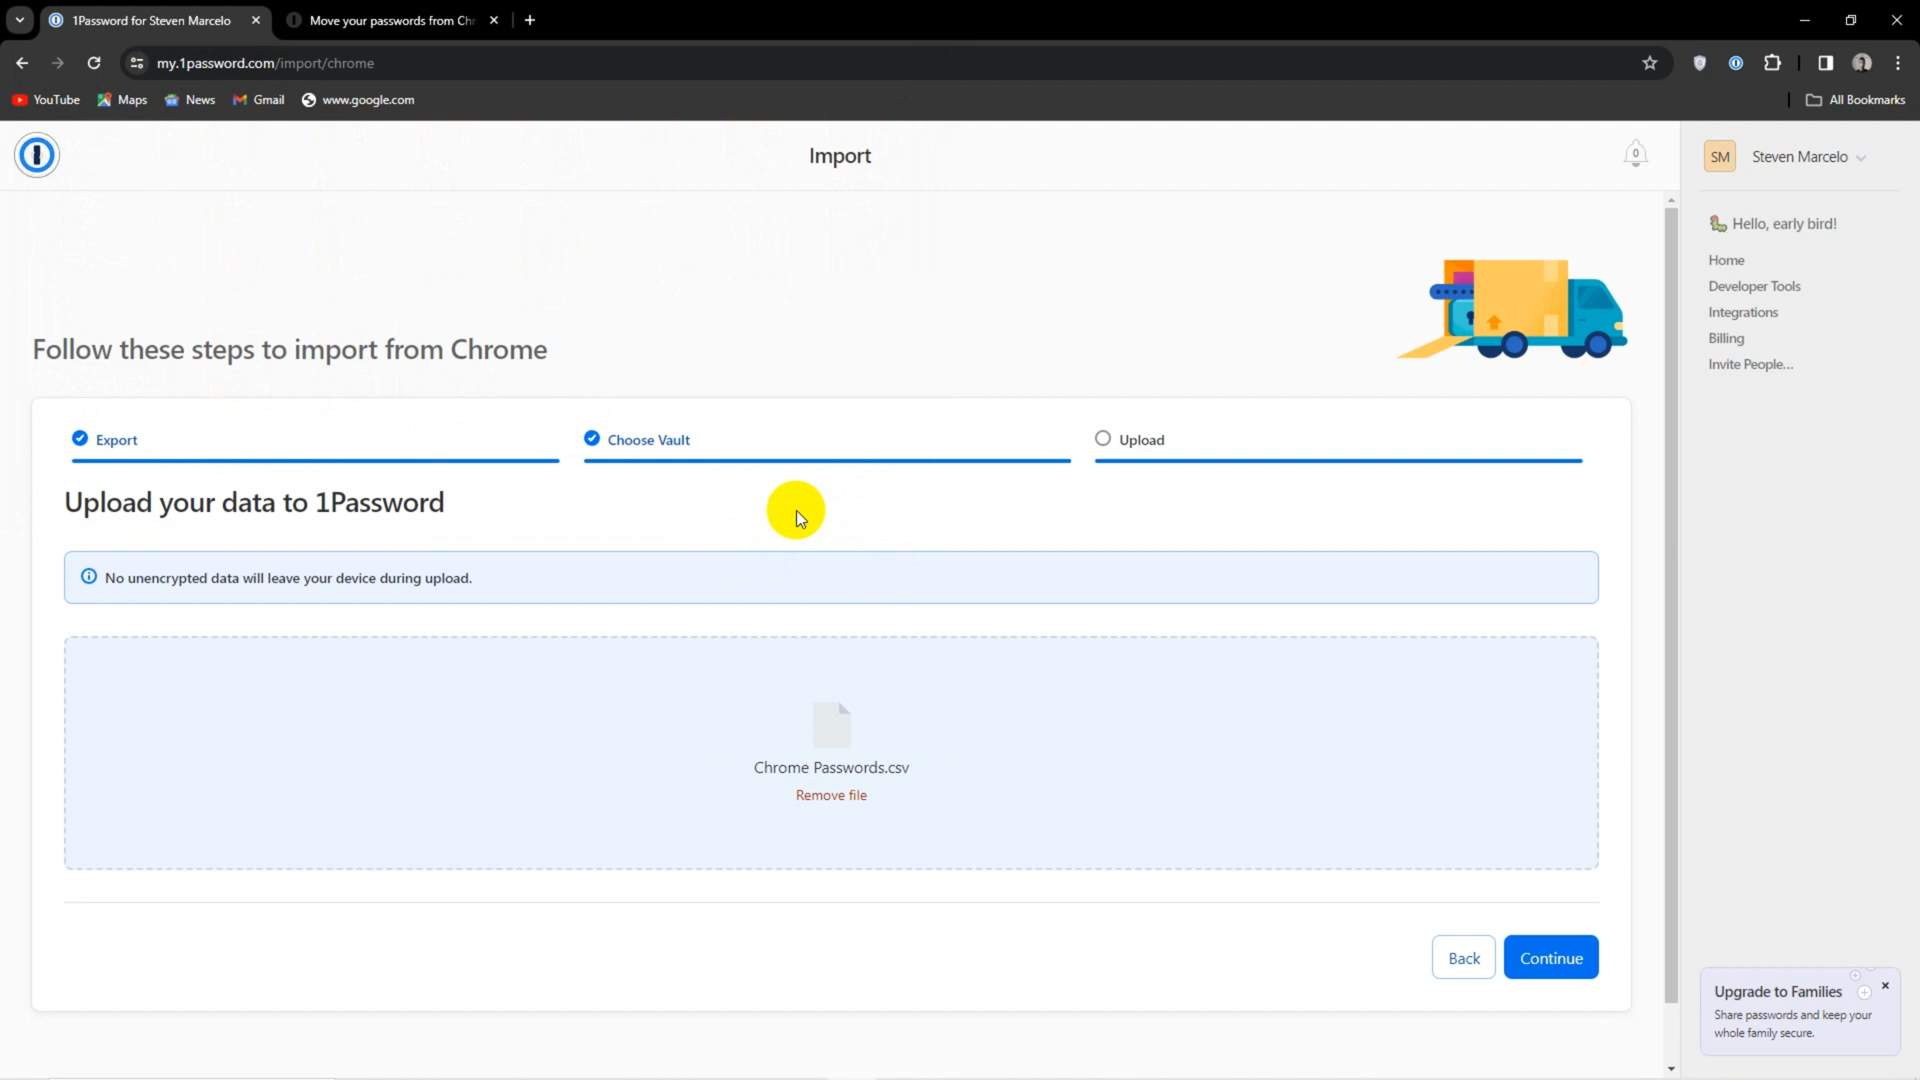 1Password for Steven Marcelo
Move your passwords from Chr
my.1password.com/import/chrome
YouTube
Maps
News
Gmail
www.google.com
All Bookmarks
Import
0
SM
Steven Marcelo
Hello, early bird!
Home
Developer Tools
Integrations
Billing
Invite People...
Follow these steps to import from Chrome
Export
Choose Vault
Upload
Upload your data to 1Password
No unencrypted data will leave your device during upload.
Chrome Passwords.csv
Remove file
Back
Continue
Upgrade to Families
Share passwords and keep your
whole family secure.